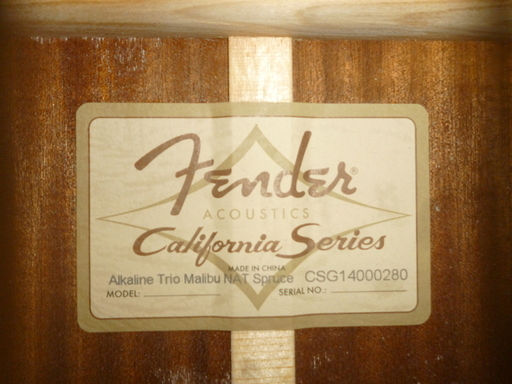 Fender®
ACOUSTICS
California Series
MADE IN CHINA
Alkaline Trio Malibu NAT Spruce CSG14000280
MODEL: SERIAL NO.: